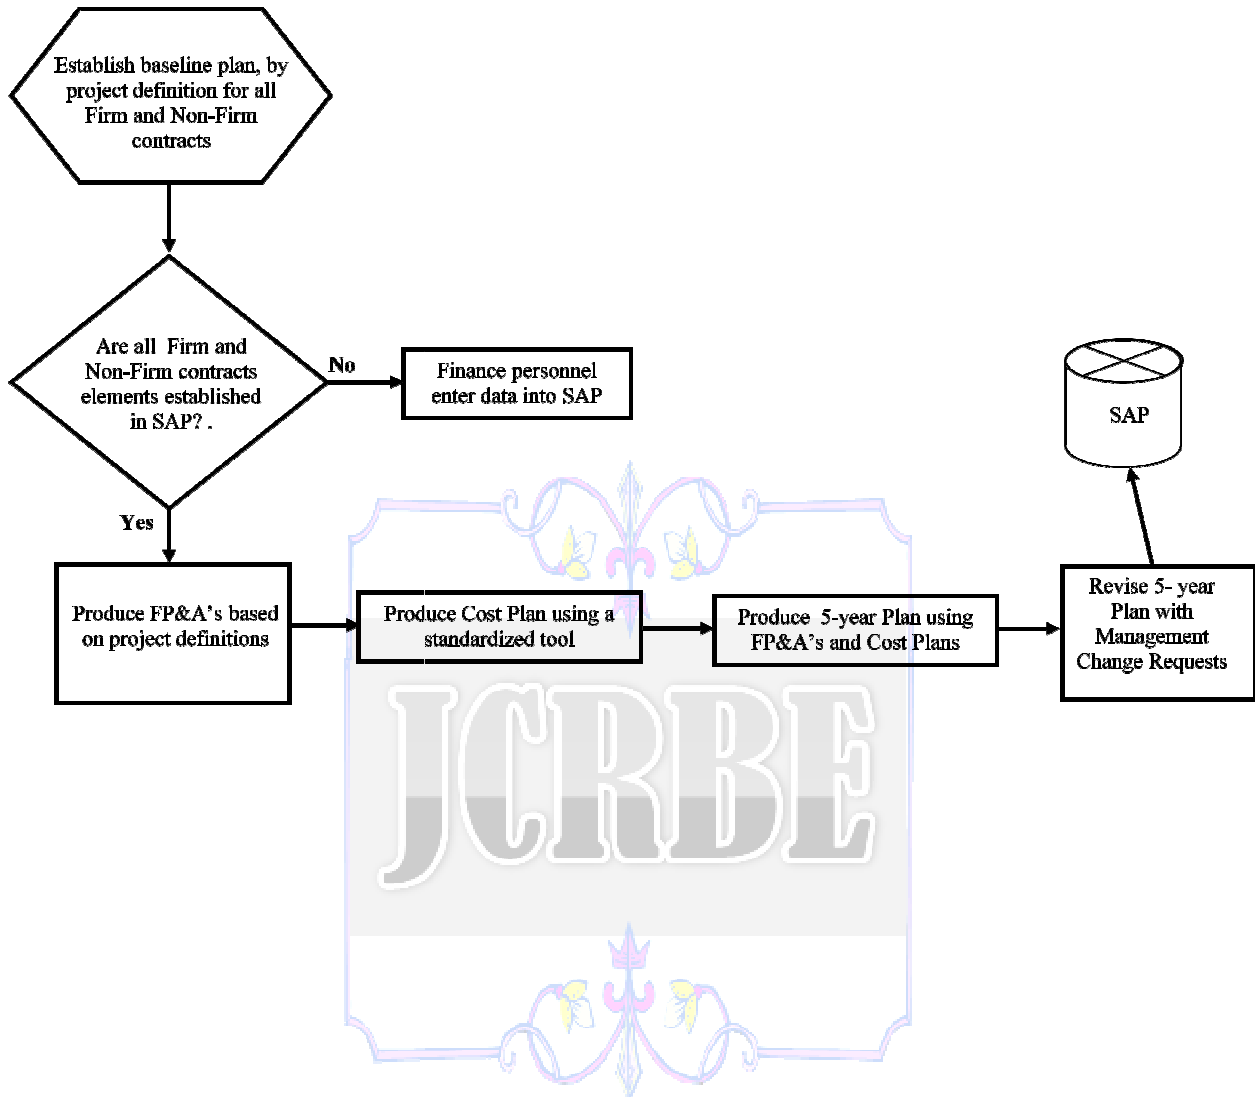 Establish baseline plan, by
project definition for all
Firm and Non-Firm
contracts
Are all Firm and
Non-Firm contracts
elements established
in SAP? .
No
Finance personnel
enter data into SAP
SAP
Yes
Produce FP&A's based
on project definitions
Produce Cost Plan using a
standardized tool
Produce 5-year Plan using
FP&A's and Cost Plans
Revise 5- year
Plan with
Management
Change Requests
JCRBE